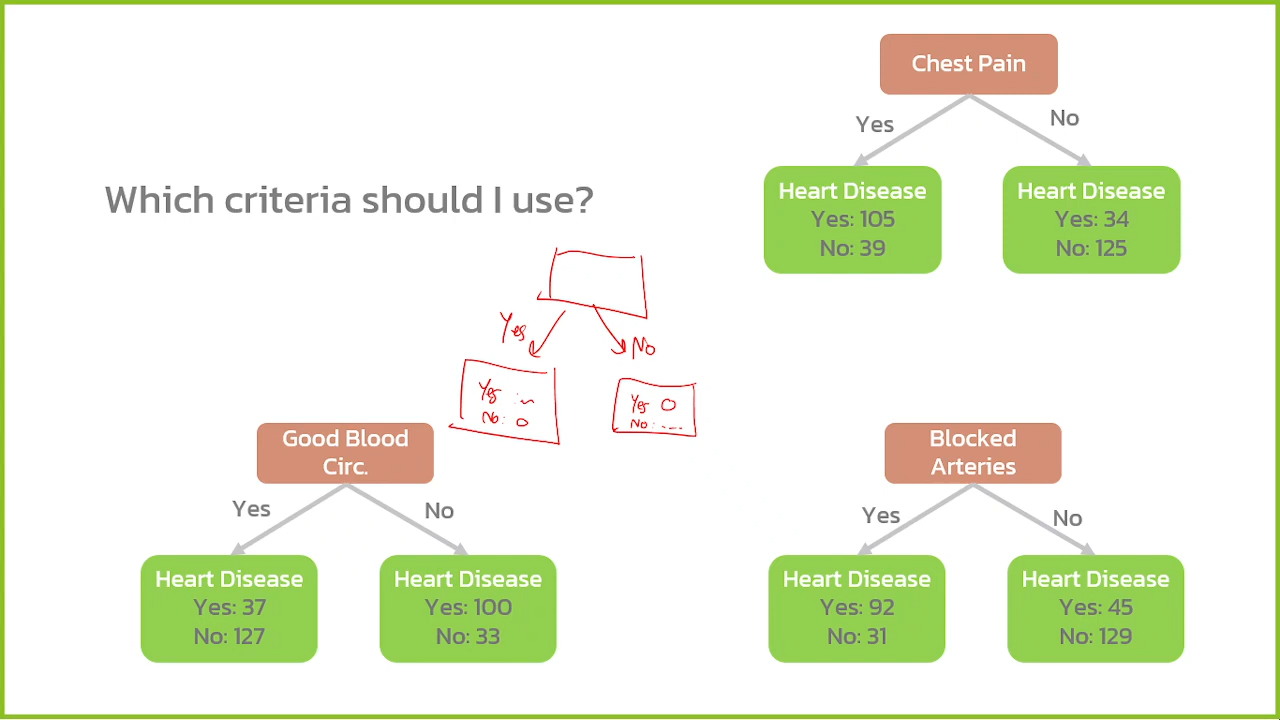 Chest Pain
Yes
No
Heart Disease
Yes: 105
No: 39
Heart Disease
Yes: 34
No: 125
Which criteria should I use?
Yes
No
Yes :
No: 0
Yes 0
No: ---
Good Blood
Circ.
Yes
No
Heart Disease
Yes: 37
No: 127
Heart Disease
Yes: 100
No: 33
Blocked
Arteries
Yes
No
Heart Disease
Yes: 92
No: 31
Heart Disease
Yes: 45
No: 129